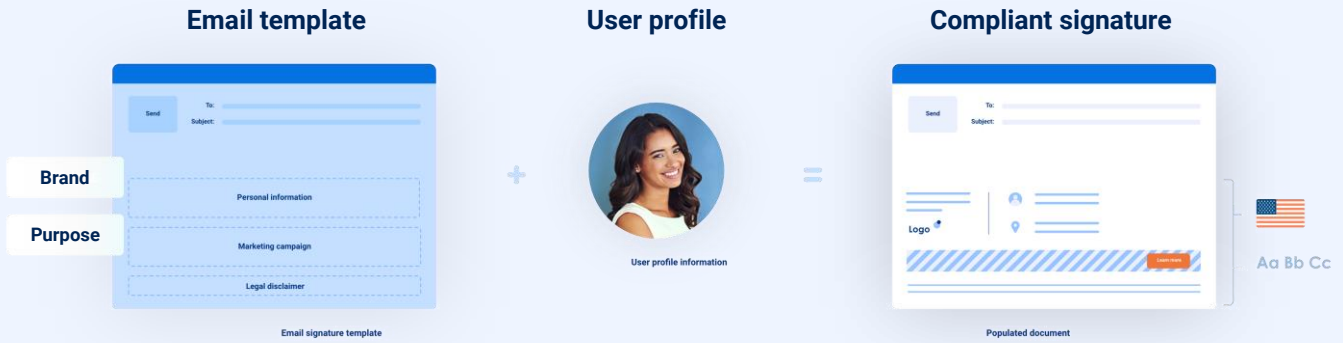 Email template
User profile
Compliant signature
Send
To:
Subject:
Brand
Purpose
Personal information
Marketing campaign
Legal disclaimer
Email signature template
+
User profile information
=
Send
To:
Subject:
Logo
Learn more
Aa Bb Cc
Populated document